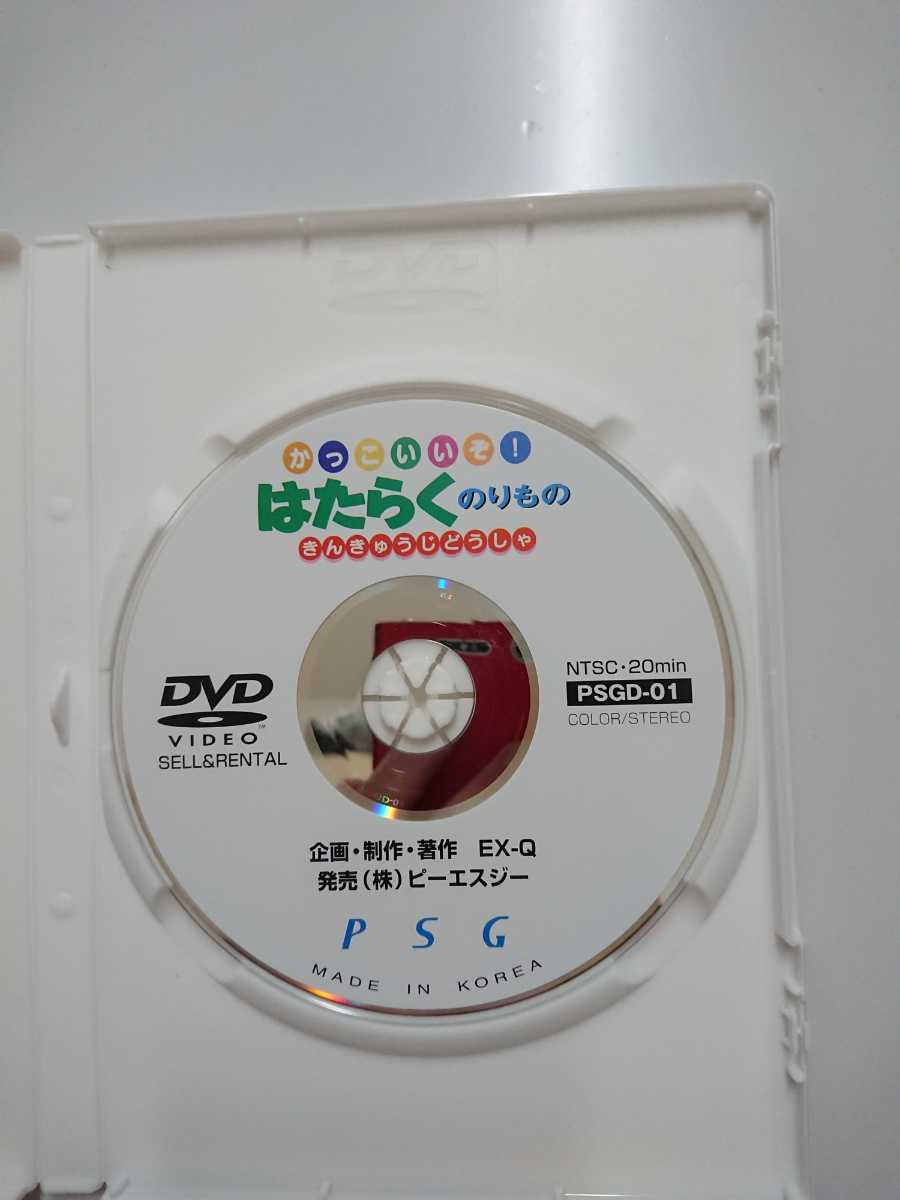 DVD
かっこいいぞ!
はたらくのりもの
きんきゅうじどうしゃ
DVD
VIDEO
SELL&RENTAL
NTSC・20min
PSGD-01
COLOR/STEREO
企画・制作・著作 EX-Q
発売(株)ピーエスジー
PSG
MADE IN KOREA